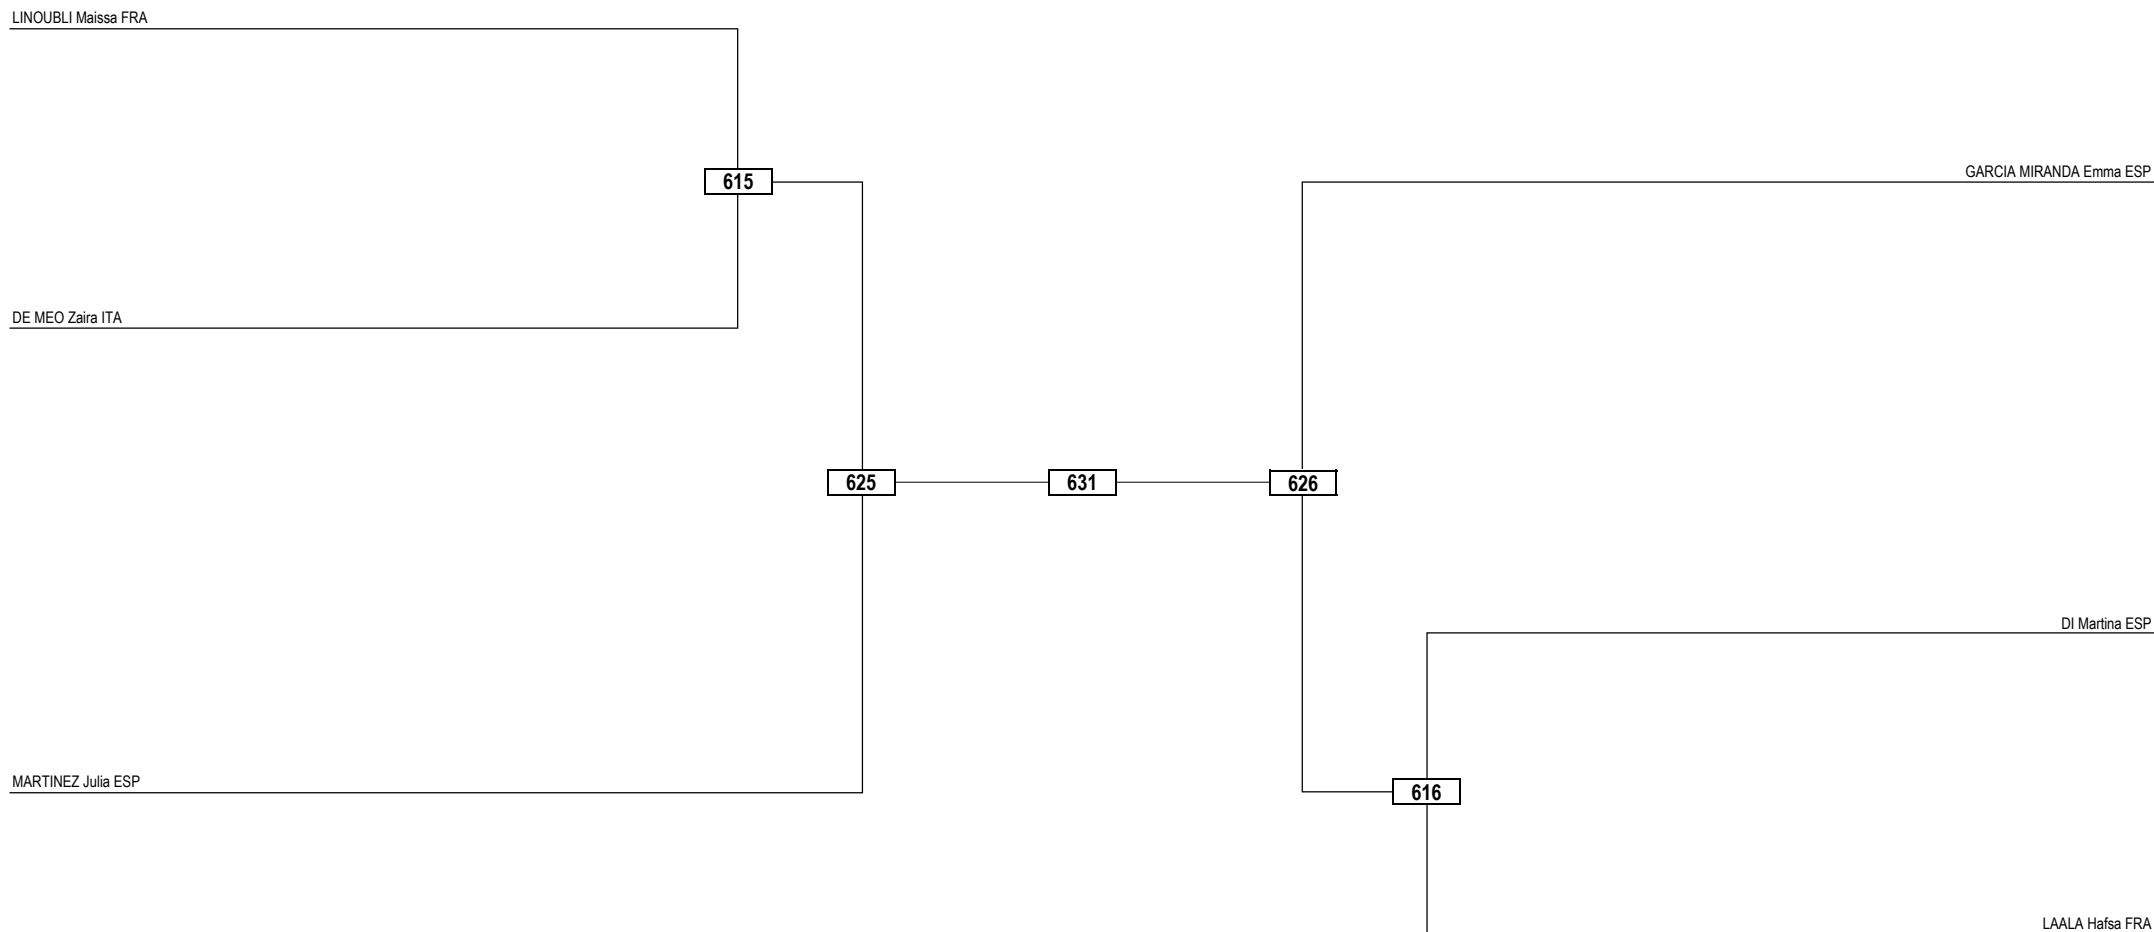 LINOUBLI Maissa FRA
615
GARCIA MIRANDA Emma ESP
DE MEO Zaira ITA
625
631
626
DI Martina ESP
MARTINEZ Julia ESP
616
LAALA Hafsa FRA